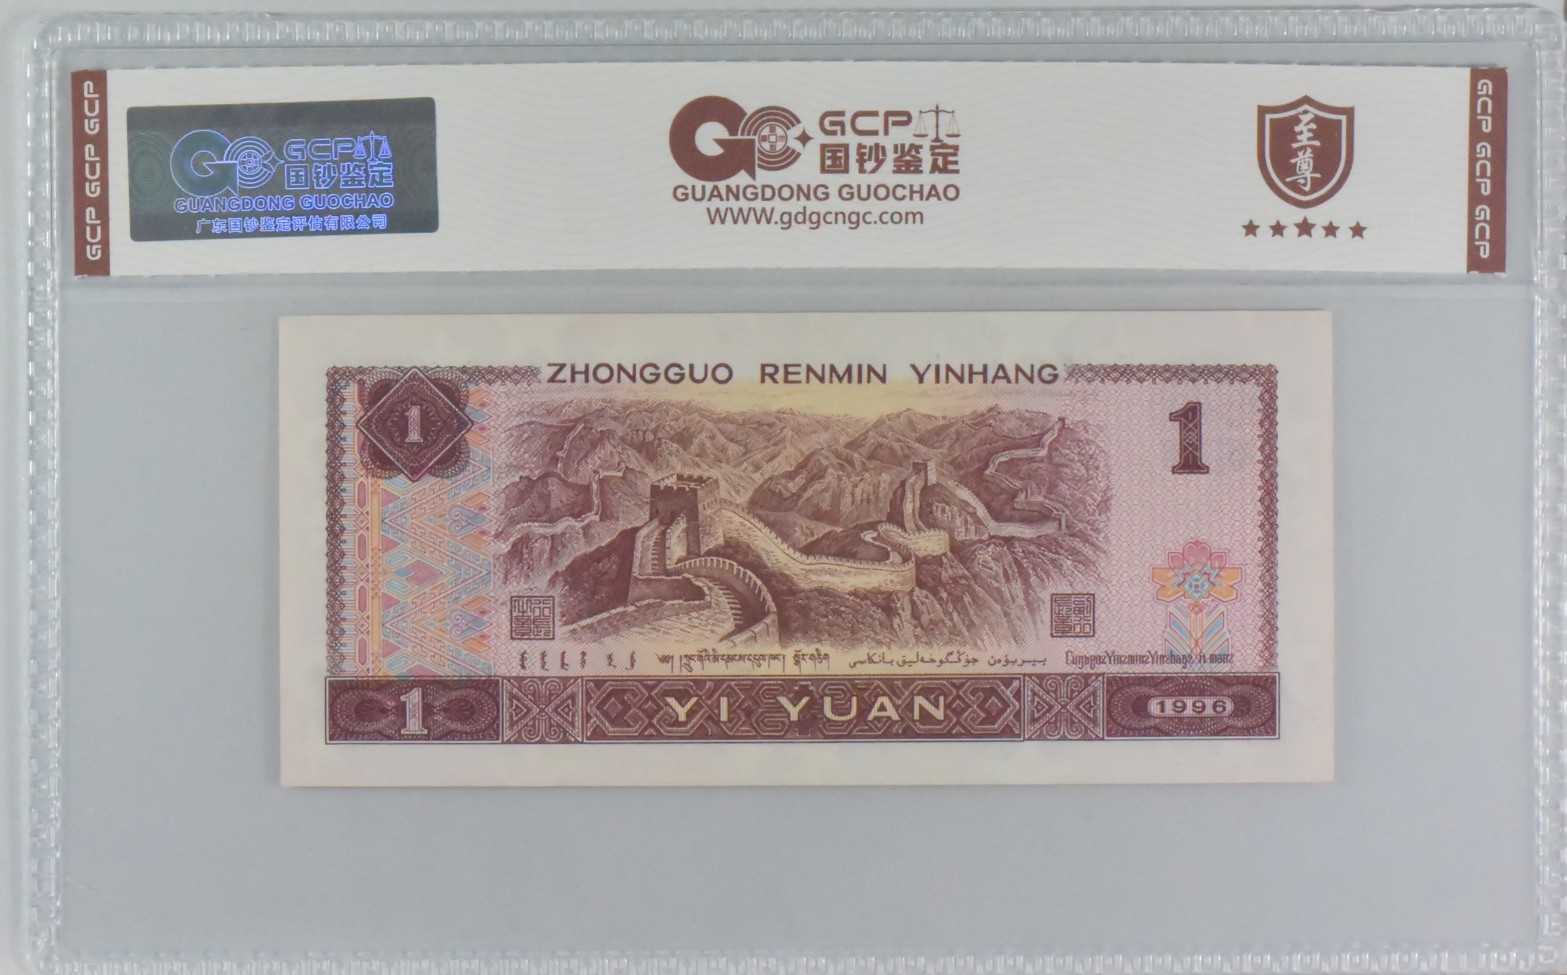 GCP GCP GCP
GCP
国钞鉴定
GUANGDONG GUOCHAO
广东国钞鉴定评估有限公司
GCP
国钞鉴定
GUANGDONG GUOCHAO
WWW.gdgcngc.com
至尊
GCP GCP GCP
ZHONGGUO RENMIN YINHANG
1
1
1
YI YUAN
1996